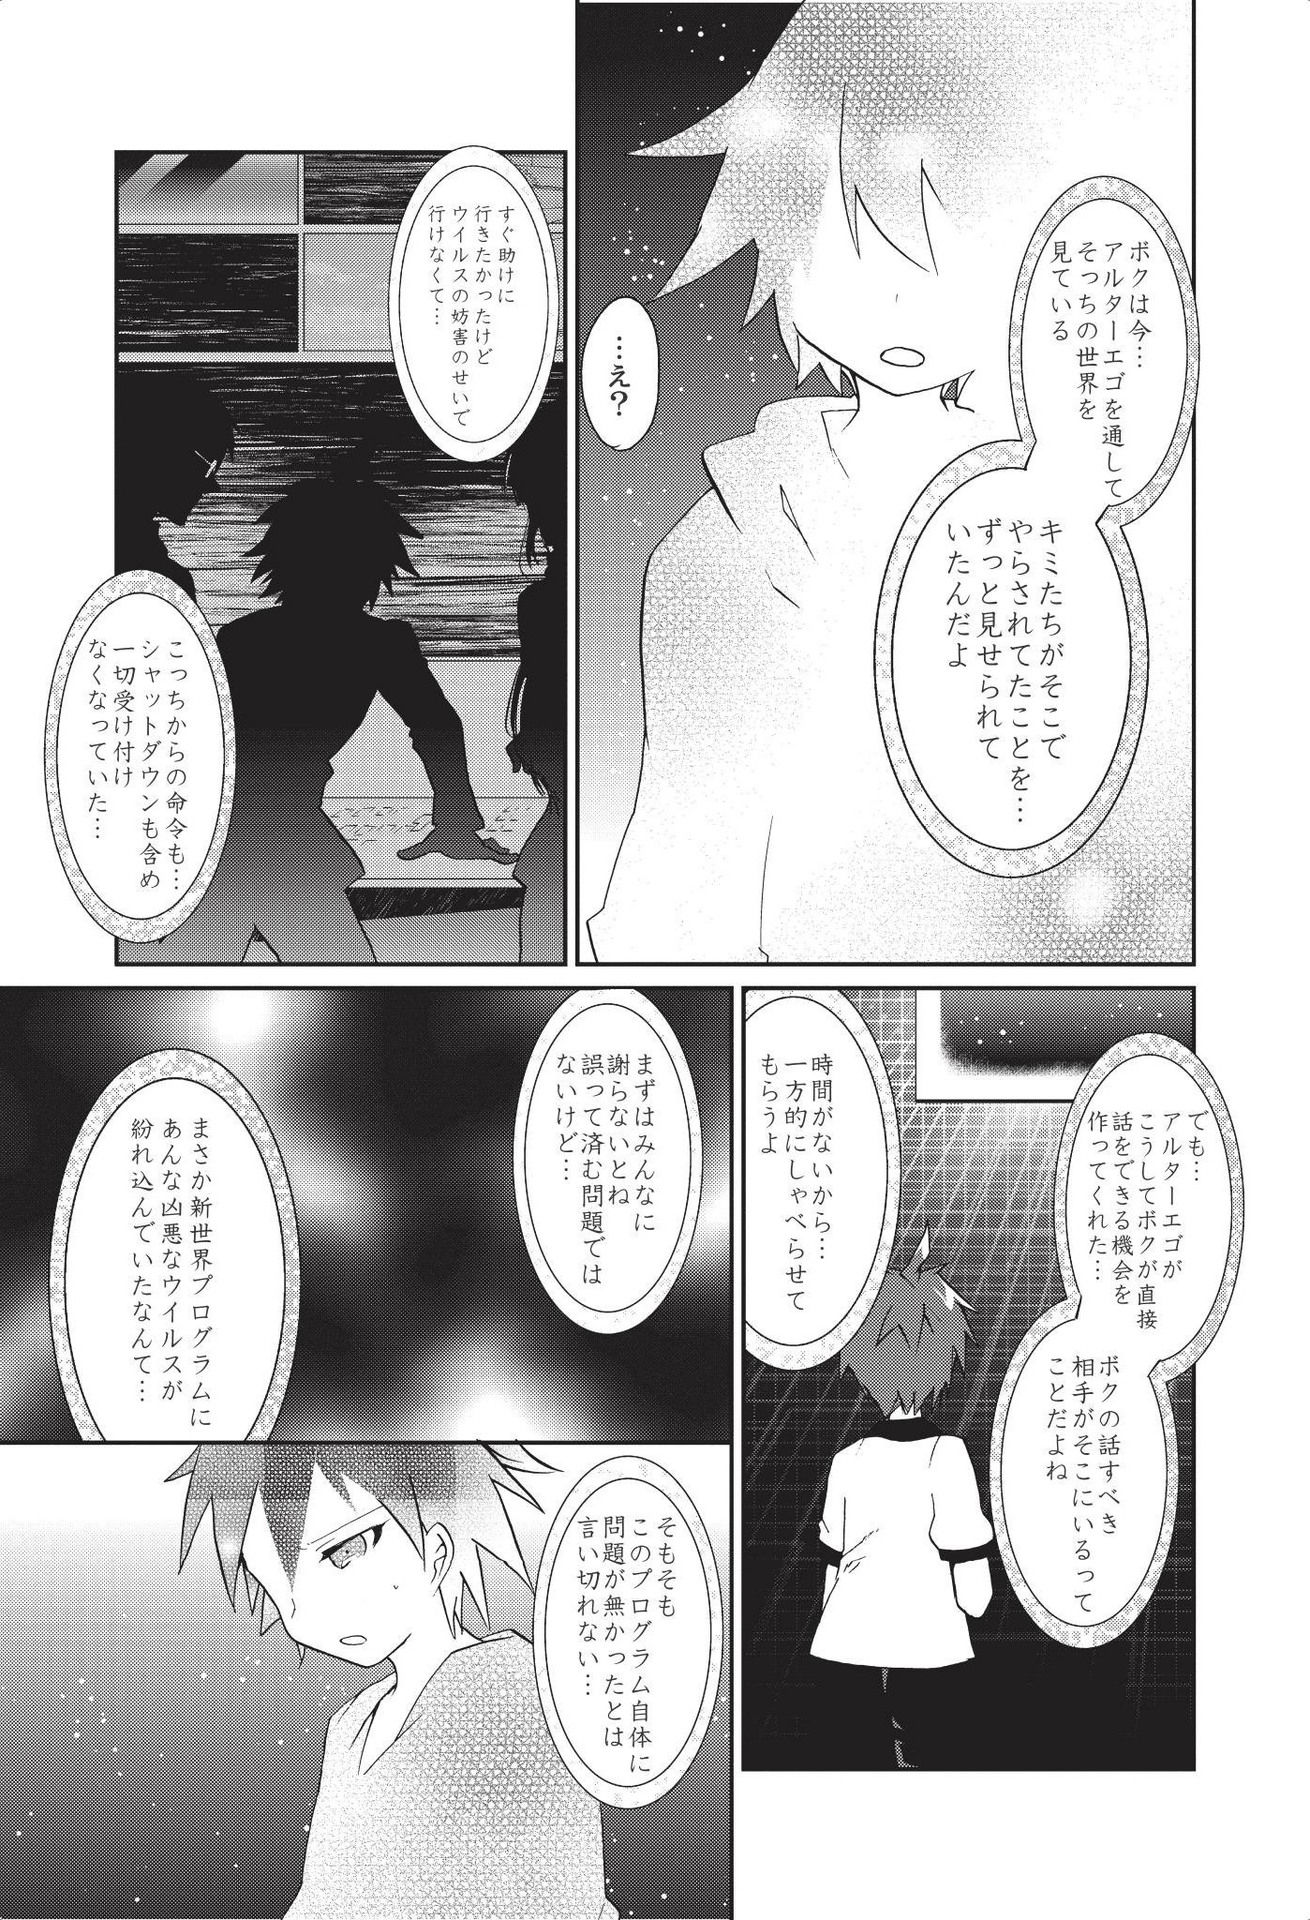 ボクは今…
アルターエゴを通して
そっちの世界を
見ている
キミたちがそこで
やらされてたことを…
ずっと見せられて
いたんだよ
…え？
すぐ助けに
行きたかったけど
ウイルスの妨害のせいて
行けなくて…
こっちからの命令も…
シャットダウンも含め
一切受け付け
なくなっていた…
でも…
アルターエゴが
こうしてボクが直接
話をできる機会を
作ってくれた…
ボクの話すべき
相手がそこにいるって
ことだよね
時間がないから…
一方的にしゃべらせて
もらうよ
まずはみんなに
謝らないとね
誤って済む問題では
ないけど…
まさか新世界プログラムに
あんな凶悪なウイルスが
紛れ込んでいたなんて…
そもそも
このプログラム自体に
問題が無かったとは
言い切れない…